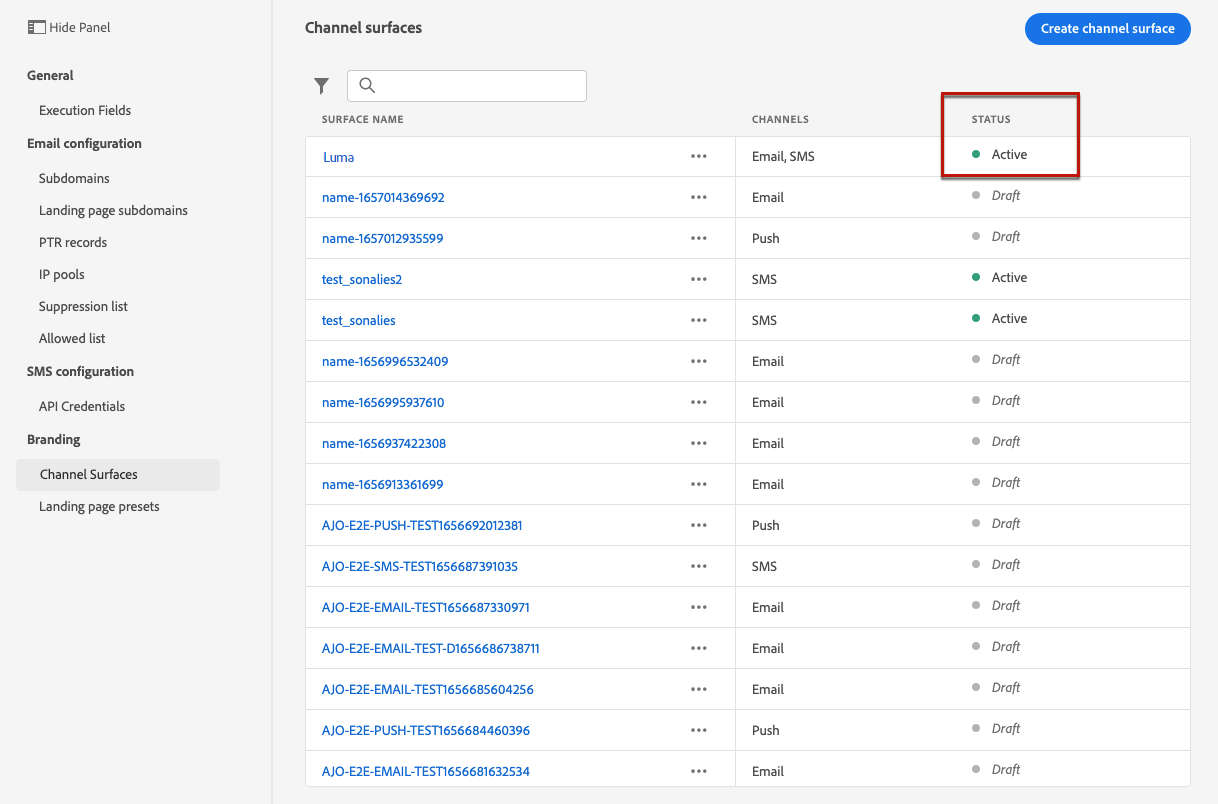 Hide Panel
General
Execution Fields
Email configuration
Subdomains
Landing page subdomains
PTR records
IP pools
Suppression list
Allowed list
SMS configuration
API Credentials
Branding
Channel Surfaces
Landing page presets
Channel surfaces
Create channel surface
SURFACE NAME CHANNELS STATUS
Luma Email, SMS Active
name-1657014369692 Email Draft
name-1657012935599 Push Draft
test_sonalies2 SMS Active
test_sonalies SMS Active
name-1656996532409 Email Draft
name-1656995937610 Email Draft
name-1656937422308 Email Draft
name-1656913361699 Email Draft
AJO-E2E-PUSH-TEST1656692012381 Push Draft
AJO-E2E-SMS-TEST1656687391035 SMS Draft
AJO-E2E-EMAIL-TEST1656687330971 Email Draft
AJO-E2E-EMAIL-TEST-D1656686738711 Email Draft
AJO-E2E-EMAIL-TEST1656685604256 Email Draft
AJO-E2E-PUSH-TEST1656684460396 Push Draft
AJO-E2E-EMAIL-TEST1656681632534 Email Draft